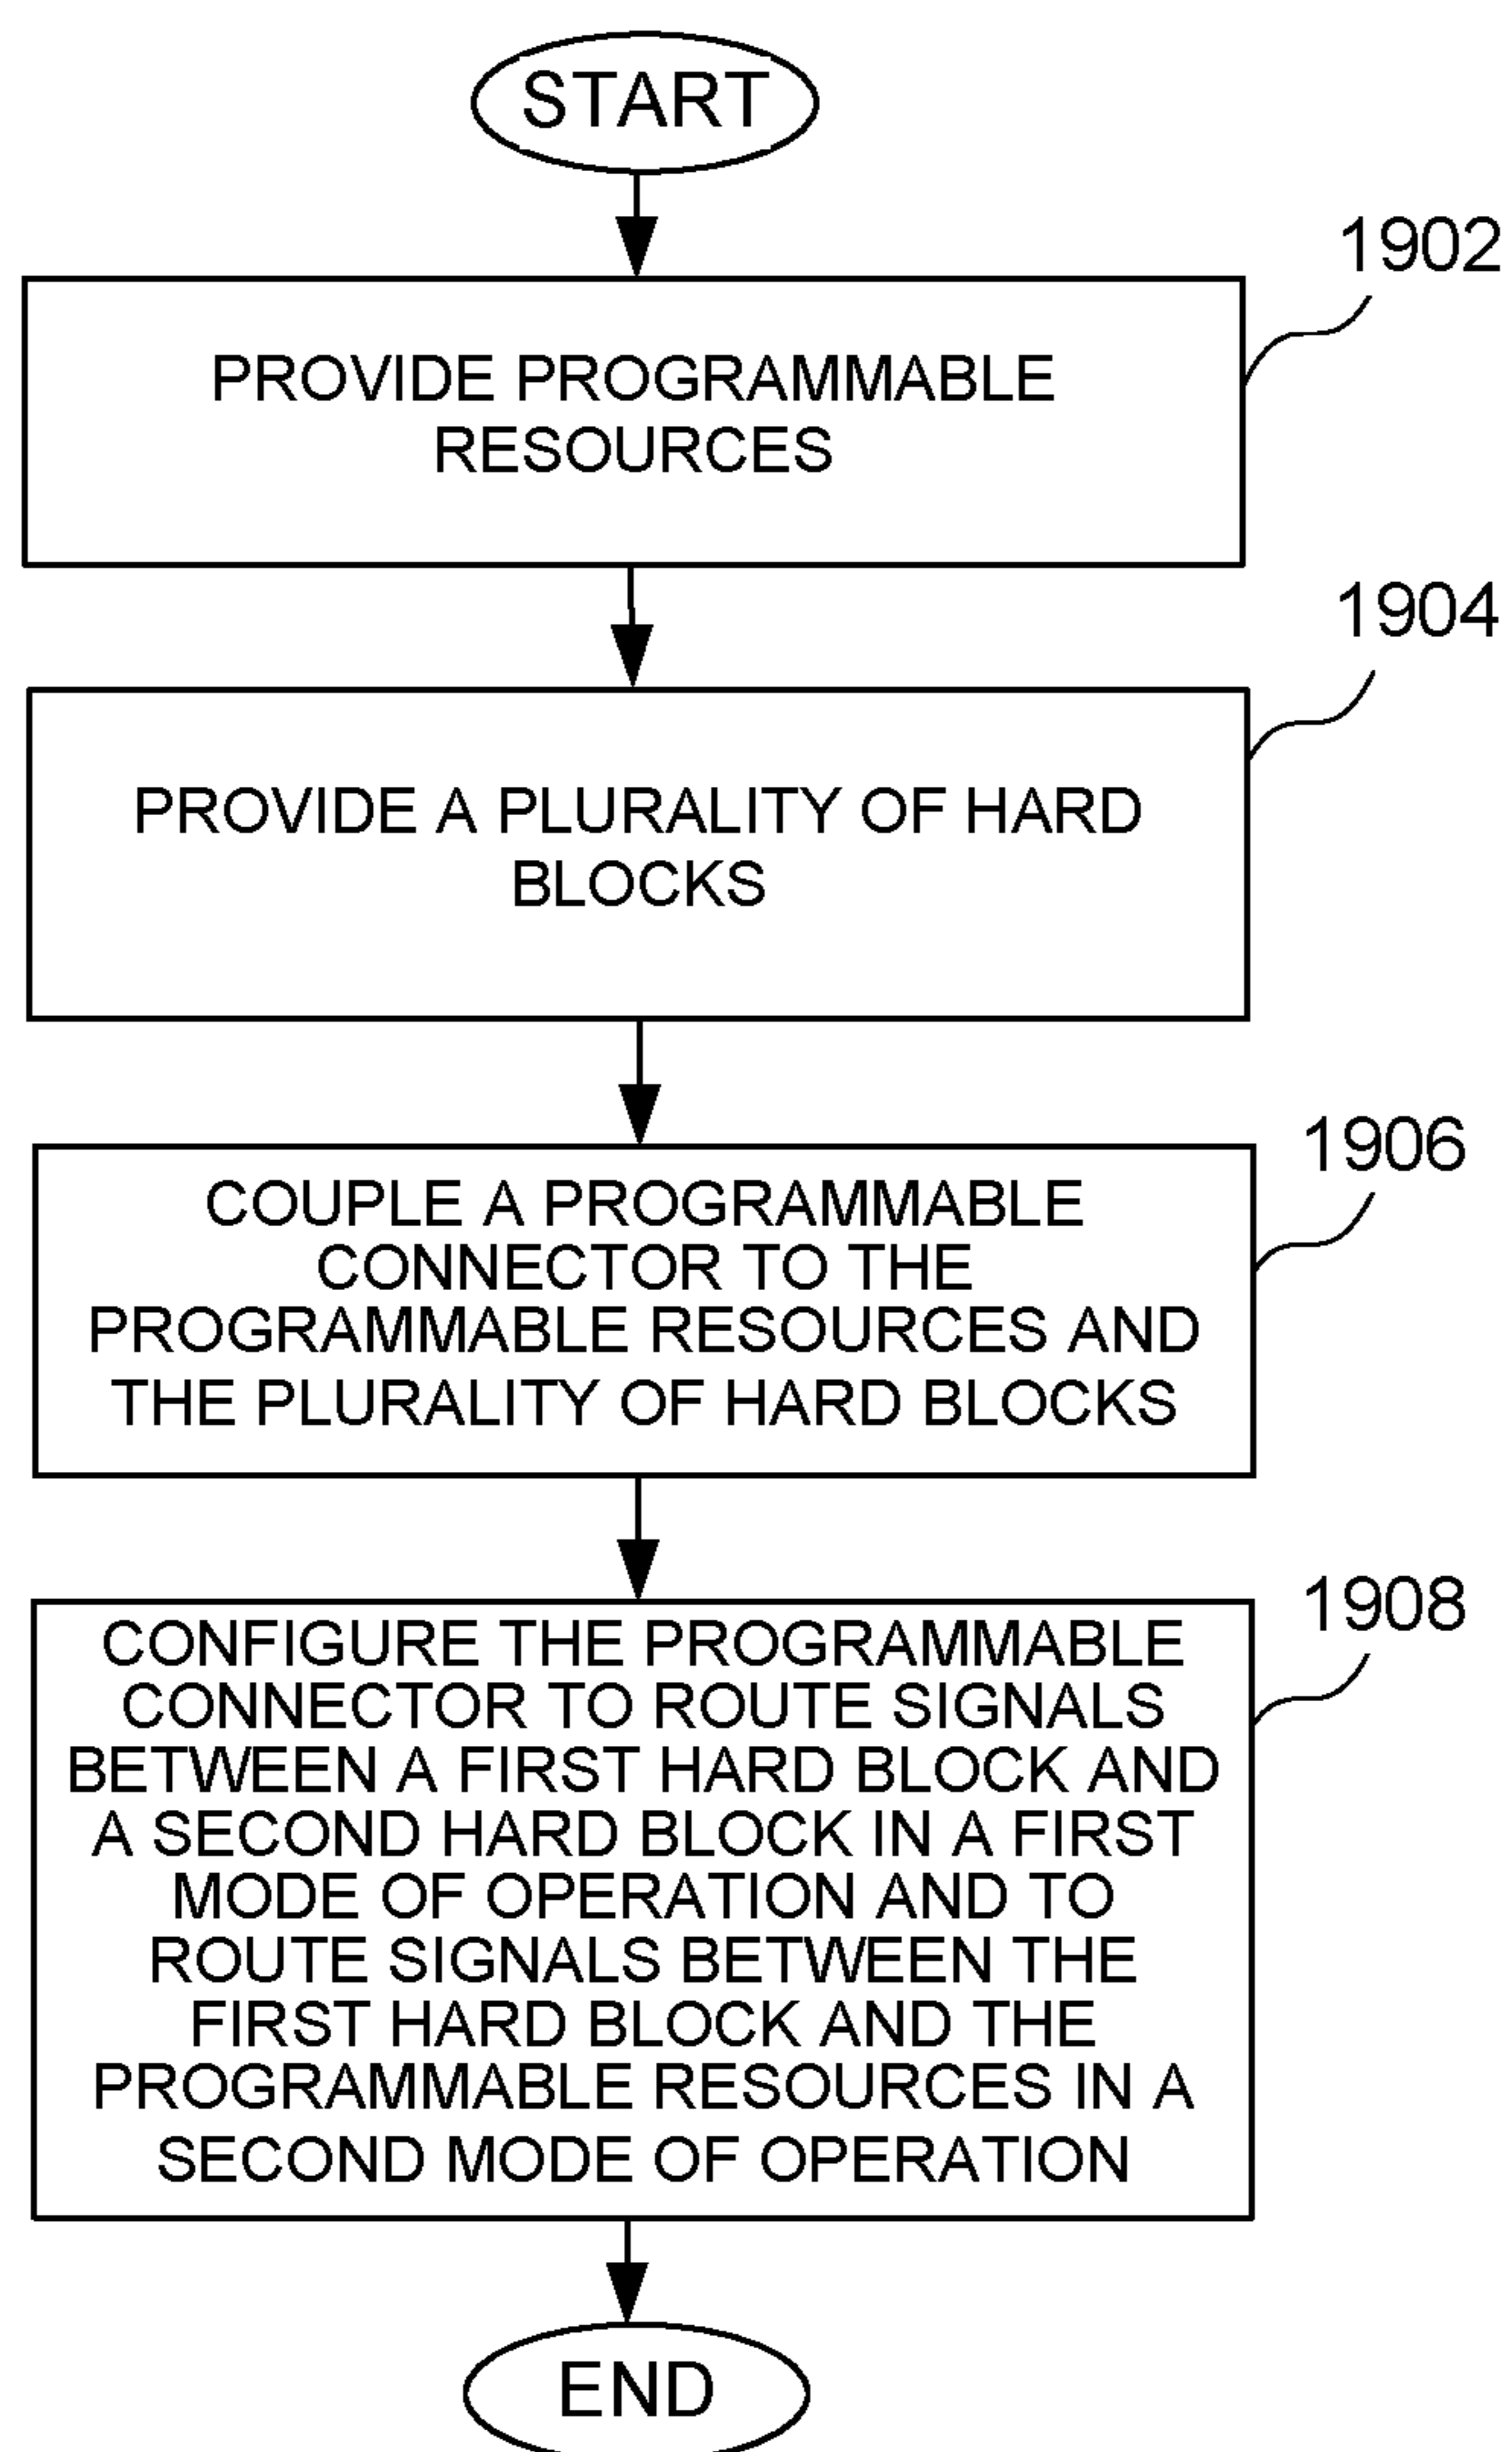 START
1902
PROVIDE PROGRAMMABLE
RESOURCES
1904
PROVIDE A PLURALITY OF HARD
BLOCKS
1906
COUPLE A PROGRAMMABLE
CONNECTOR TO THE
PROGRAMMABLE RESOURCES AND
THE PLURALITY OF HARD BLOCKS
1908
CONFIGURE THE PROGRAMMABLE
CONNECTOR TO ROUTE SIGNALS
BETWEEN A FIRST HARD BLOCK AND
A SECOND HARD BLOCK IN A FIRST
MODE OF OPERATION AND TO
ROUTE SIGNALS BETWEEN THE
FIRST HARD BLOCK AND THE
PROGRAMMABLE RESOURCES IN A
SECOND MODE OF OPERATION
END